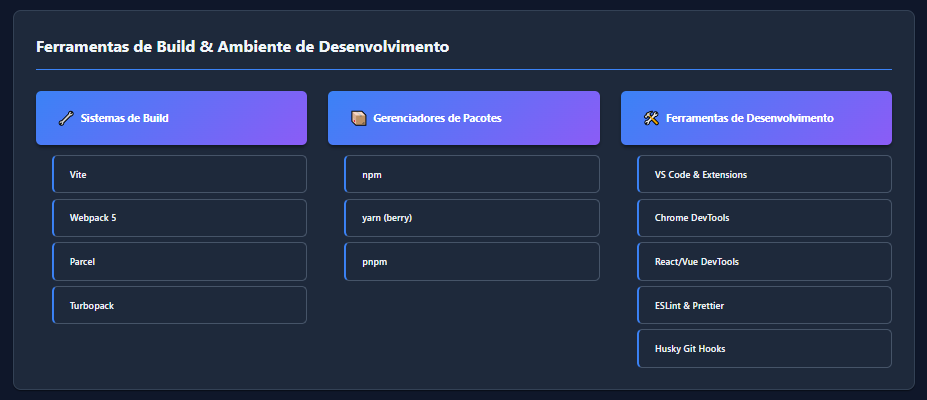 Ferramentas de Build & Ambiente de Desenvolvimento
Sistemas de Build
Vite
Webpack 5
Parcel
Turbopack
Gerenciadores de Pacotes
npm
yarn (berry)
pnpm
Ferramentas de Desenvolvimento
VS Code & Extensions
Chrome DevTools
React/Vue DevTools
ESLint & Prettier
Husky Git Hooks